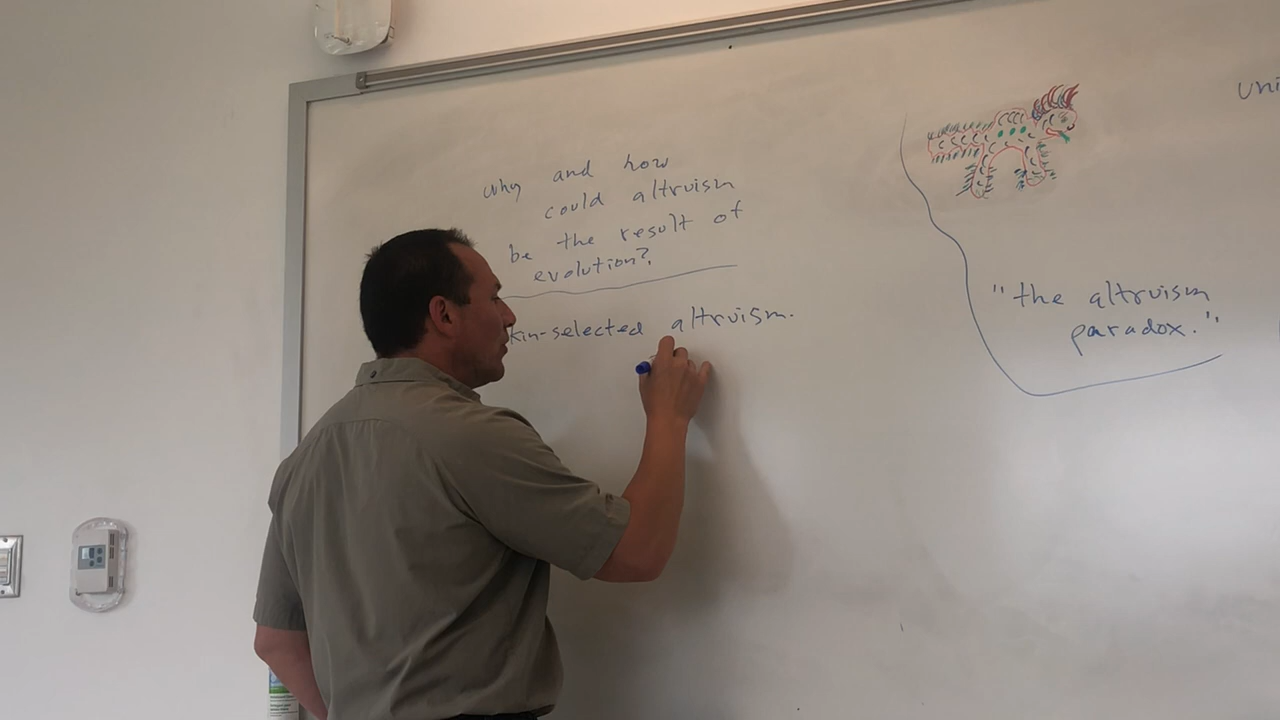 why and how
could altruism
be the result of
evolution?
kin-selected altruism.
"the altruism
paradox."
uni